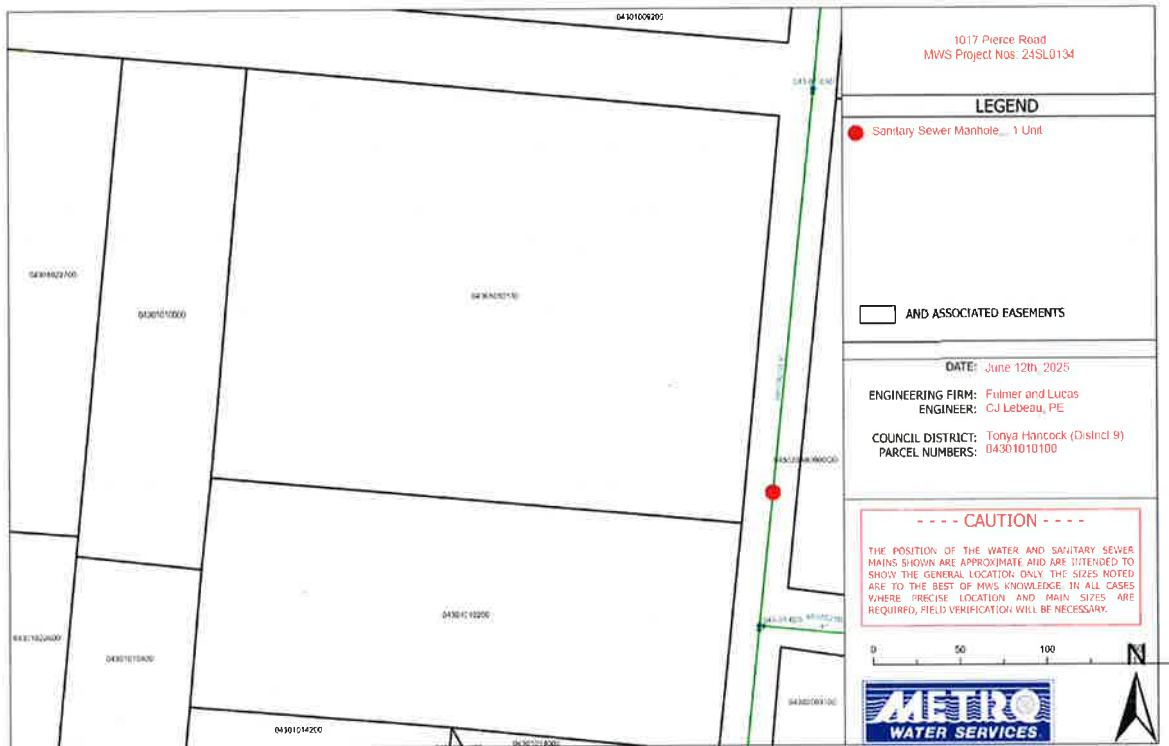 1017 Pierce Road
MWS Project Nos: 24SL0134
LEGEND
Sanitary Sewer Manhole 1 Unit
AND ASSOCIATED EASEMENTS
DATE: June 12th, 2025
ENGINEERING FIRM: Fulmer and Lucas
ENGINEER: CJ Lebeau, PE
COUNCIL DISTRICT: Tonya Hancock (District 9)
PARCEL NUMBERS: 04301010100
- - - - CAUTION - - - -
THE POSITION OF THE WATER AND SANITARY SEWER
MAINS SHOWN ARE APPROXIMATE AND ARE INTENDED TO
SHOW THE GENERAL LOCATION ONLY. THE SIZES NOTED
ARE TO THE BEST OF MWS KNOWLEDGE. IN ALL CASES
WHERE PRECISE LOCATION AND MAIN SIZES ARE
REQUIRED, FIELD VERIFICATION WILL BE NECESSARY.
0 50 100
N
METRO
WATER SERVICES
04301009200
04301010000
04301010200
04301014200